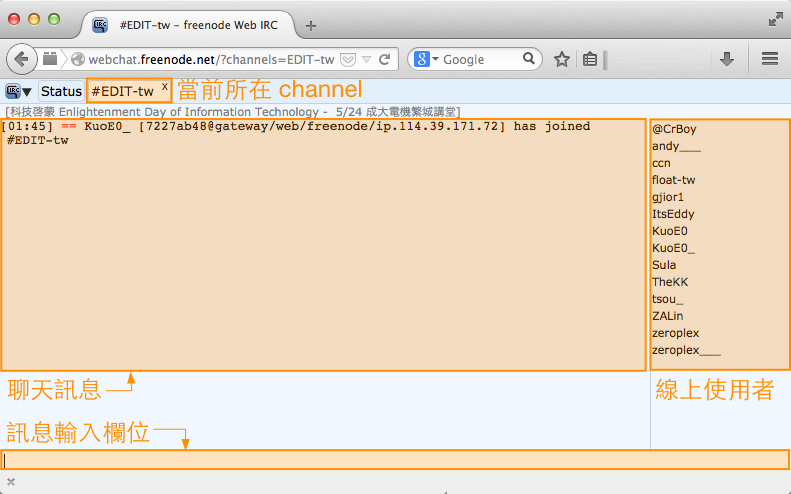 #EDIT-tw – freenode Web IRC
webchat.freenode.net/?channels=EDIT-tw
Google
IRC
Status
#EDIT-tw x
當前所在 channel
[科技啓蒙 Enlightenment Day of Information Technology - 5/24 成大電機繁城講堂]
[01:45] == KuoE0_ [7227ab48@gateway/web/freenode/ip.114.39.171.72] has joined
#EDIT-tw
@CrBoy
andy___
ccn
float-tw
gjior1
ItsEddy
KuoE0
KuoE0_
Sula
TheKK
tsou_
ZALin
zeroplex
zeroplex___
聊天訊息
線上使用者
訊息輸入欄位